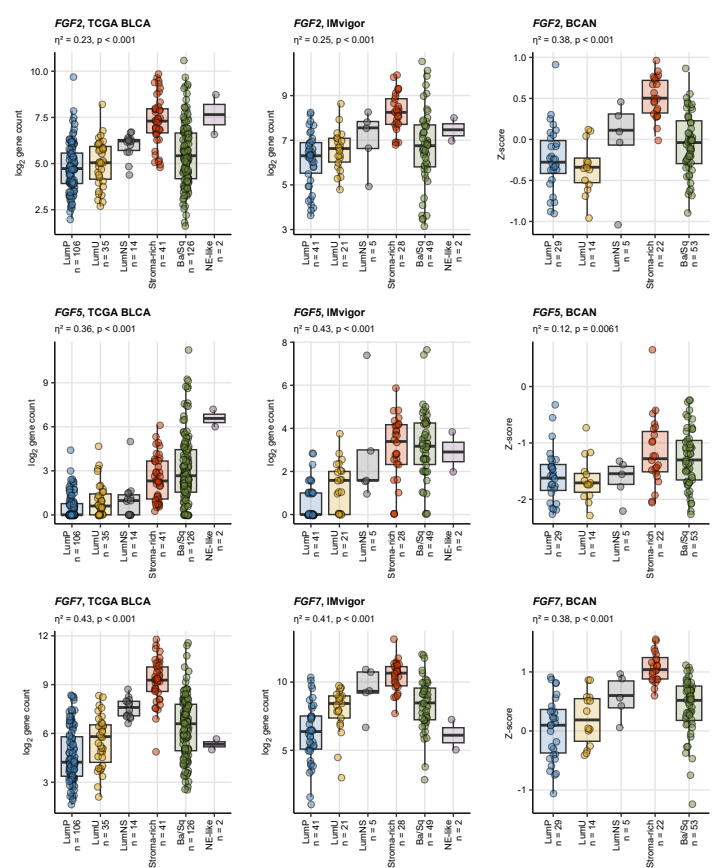 FGF2, TCGA BLCA
η² = 0.23, p < 0.001
log2 gene count
10.0
7.5
5.0
2.5
LumP
n = 106
LumU
n = 35
LumNS
n = 14
Stroma-rich
n = 41
Ba/Sq
n = 126
NE-like
n = 2
FGF2, IMvigor
η² = 0.25, p < 0.001
log2 gene count
9
6
3
LumP
n = 41
LumU
n = 21
LumNS
n = 5
Stroma-rich
n = 28
Ba/Sq
n = 49
NE-like
n = 2
FGF2, BCAN
η² = 0.38, p < 0.001
Z-score
1.0
0.5
0.0
-0.5
-1.0
LumP
n = 29
LumU
n = 14
LumNS
n = 5
Stroma-rich
n = 22
Ba/Sq
n = 53
FGF5, TCGA BLCA
η² = 0.36, p < 0.001
log2 gene count
9
6
3
0
LumP
n = 106
LumU
n = 35
LumNS
n = 14
Stroma-rich
n = 41
Ba/Sq
n = 126
NE-like
n = 2
FGF5, IMvigor
η² = 0.43, p < 0.001
log2 gene count
8
6
4
2
0
LumP
n = 41
LumU
n = 21
LumNS
n = 5
Stroma-rich
n = 28
Ba/Sq
n = 49
NE-like
n = 2
FGF5, BCAN
η² = 0.12, p = 0.0061
Z-score
0
-1
-2
LumP
n = 29
LumU
n = 14
LumNS
n = 5
Stroma-rich
n = 22
Ba/Sq
n = 53
FGF7, TCGA BLCA
η² = 0.43, p < 0.001
log2 gene count
12
9
6
3
LumP
n = 106
LumU
n = 35
LumNS
n = 14
Stroma-rich
n = 41
Ba/Sq
n = 126
NE-like
n = 2
FGF7, IMvigor
η² = 0.41, p < 0.001
log2 gene count
10
5
LumP
n = 41
LumU
n = 21
LumNS
n = 5
Stroma-rich
n = 28
Ba/Sq
n = 49
NE-like
n = 2
FGF7, BCAN
η² = 0.38, p < 0.001
Z-score
1
0
-1
LumP
n = 29
LumU
n = 14
LumNS
n = 5
Stroma-rich
n = 22
Ba/Sq
n = 53